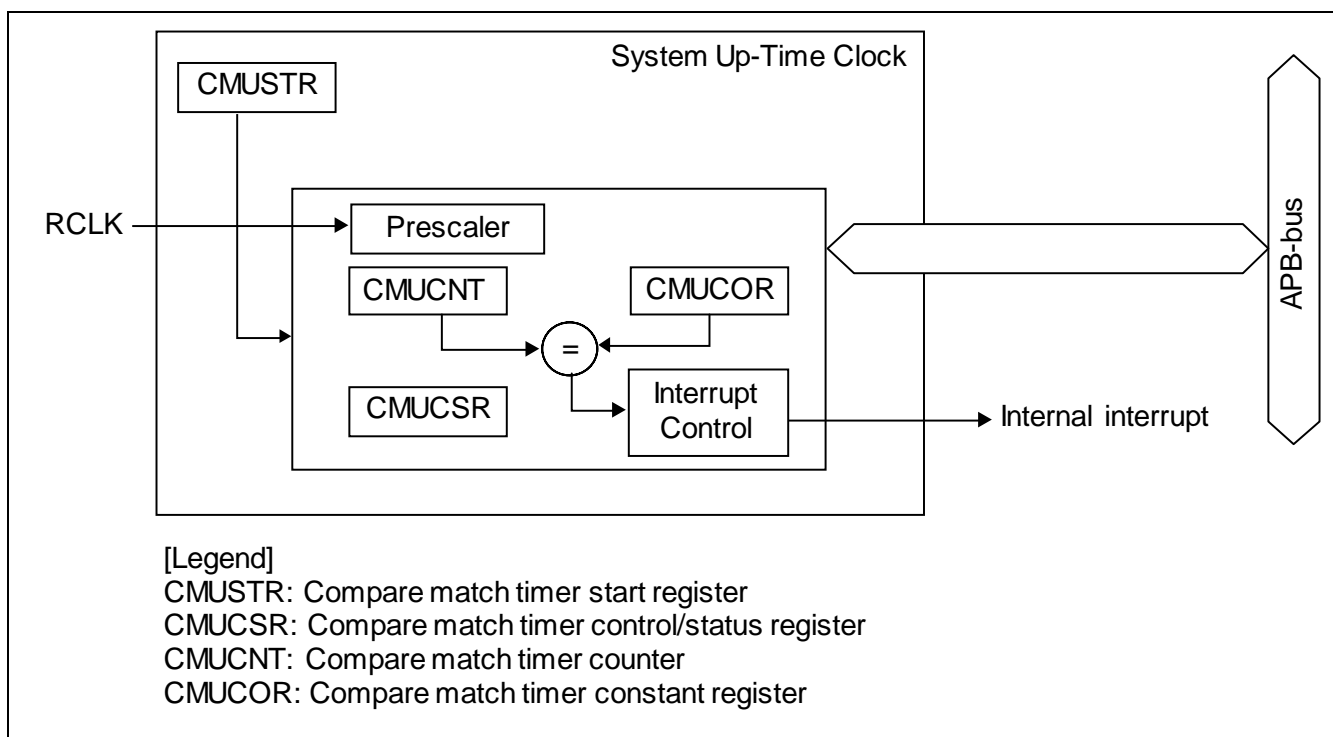 System Up-Time Clock
CMUSTR
RCLK
Prescaler
CMUCNT
CMUCOR
=
CMUCSR
Interrupt
Control
Internal interrupt
APB-bus
[Legend]
CMUSTR: Compare match timer start register
CMUCSR: Compare match timer control/status register
CMUCNT: Compare match timer counter
CMUCOR: Compare match timer constant register